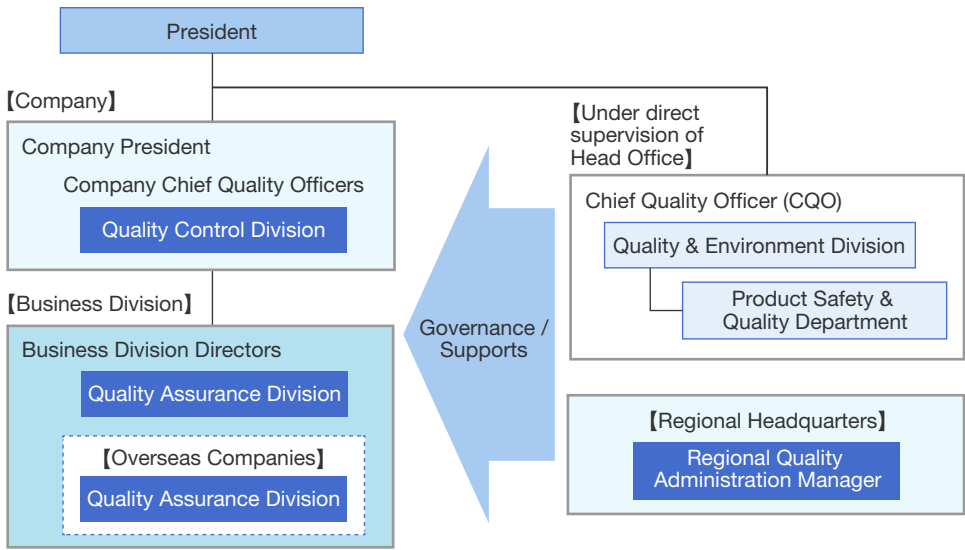 President
【Company】
Company President
Company Chief Quality Officers
Quality Control Division
【Business Division】
Business Division Directors
Quality Assurance Division
【Overseas Companies】
Quality Assurance Division
Governance /
Supports
【Under direct
supervision of
Head Office】
Chief Quality Officer (CQO)
Quality & Environment Division
Product Safety &
Quality Department
【Regional Headquarters】
Regional Quality
Administration Manager